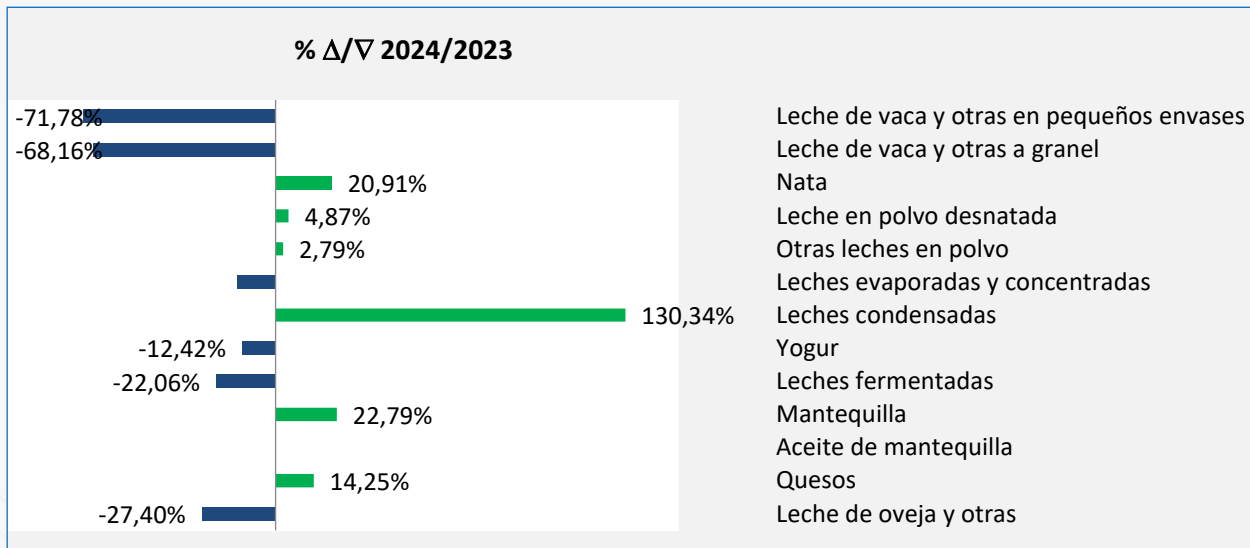 % Δ/∇ 2024/2023
-71,78% Leche de vaca y otras en pequeños envases
-68,16% Leche de vaca y otras a granel
20,91% Nata
4,87% Leche en polvo desnatada
2,79% Otras leches en polvo
Leches evaporadas y concentradas
130,34% Leches condensadas
-12,42% Yogur
-22,06% Leches fermentadas
22,79% Mantequilla
Aceite de mantequilla
14,25% Quesos
-27,40% Leche de oveja y otras